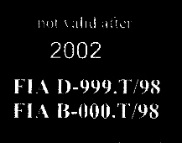 not valid after
2002
FIA D-999.T/98
FIA B-000.T/98